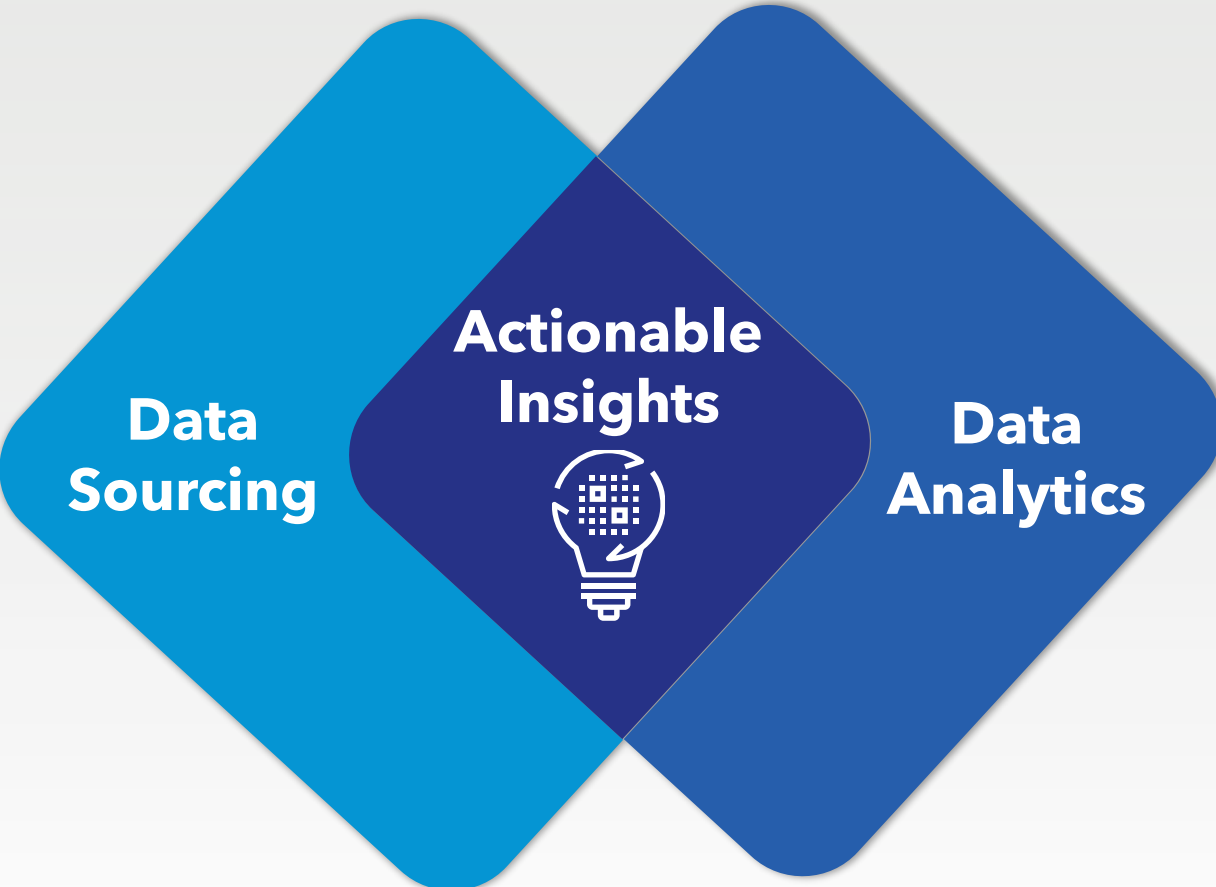 Data
Sourcing
Actionable
Insights
Data
Analytics